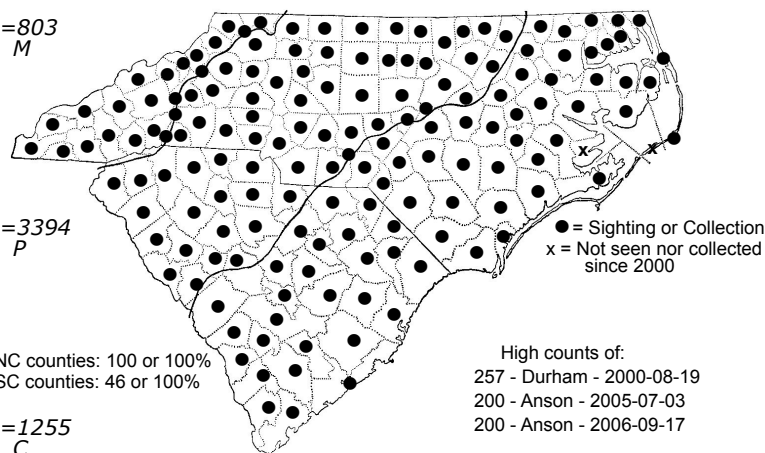 =803
M
=3394
P
● = Sighting or Collection
x = Not seen nor collected
since 2000
x
x
NC counties: 100 or 100%
SC counties: 46 or 100%
High counts of:
257 - Durham - 2000-08-19
200 - Anson - 2005-07-03
200 - Anson - 2006-09-17
=1255
C